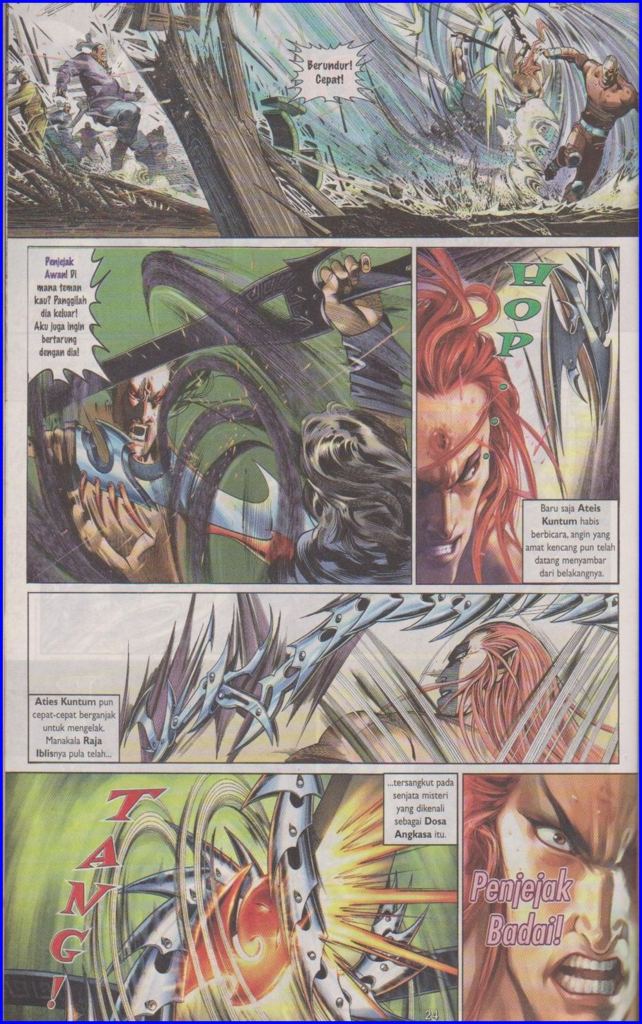 Berundur!
Cepat!
Penjejak
Awan! Di
mana teman
kau? Panggilah
dia keluar!
Aku juga ingin
bertarung
dengan dia!
HOP
Baru saja Ateis
Kuntum habis
berbicara, angin yang
amat kencang pun telah
datang menyambar
dari belakangnya.
Aties Kuntum pun
cepat-cepat berganjak
untuk mengelak.
Manakala Raja
Iblisnya pula telah...
...tersangkut pada
senjata misteri
yang dikenali
sebagai Dosa
Angkasa itu.
TANG!
Penjejak
Badai!
24